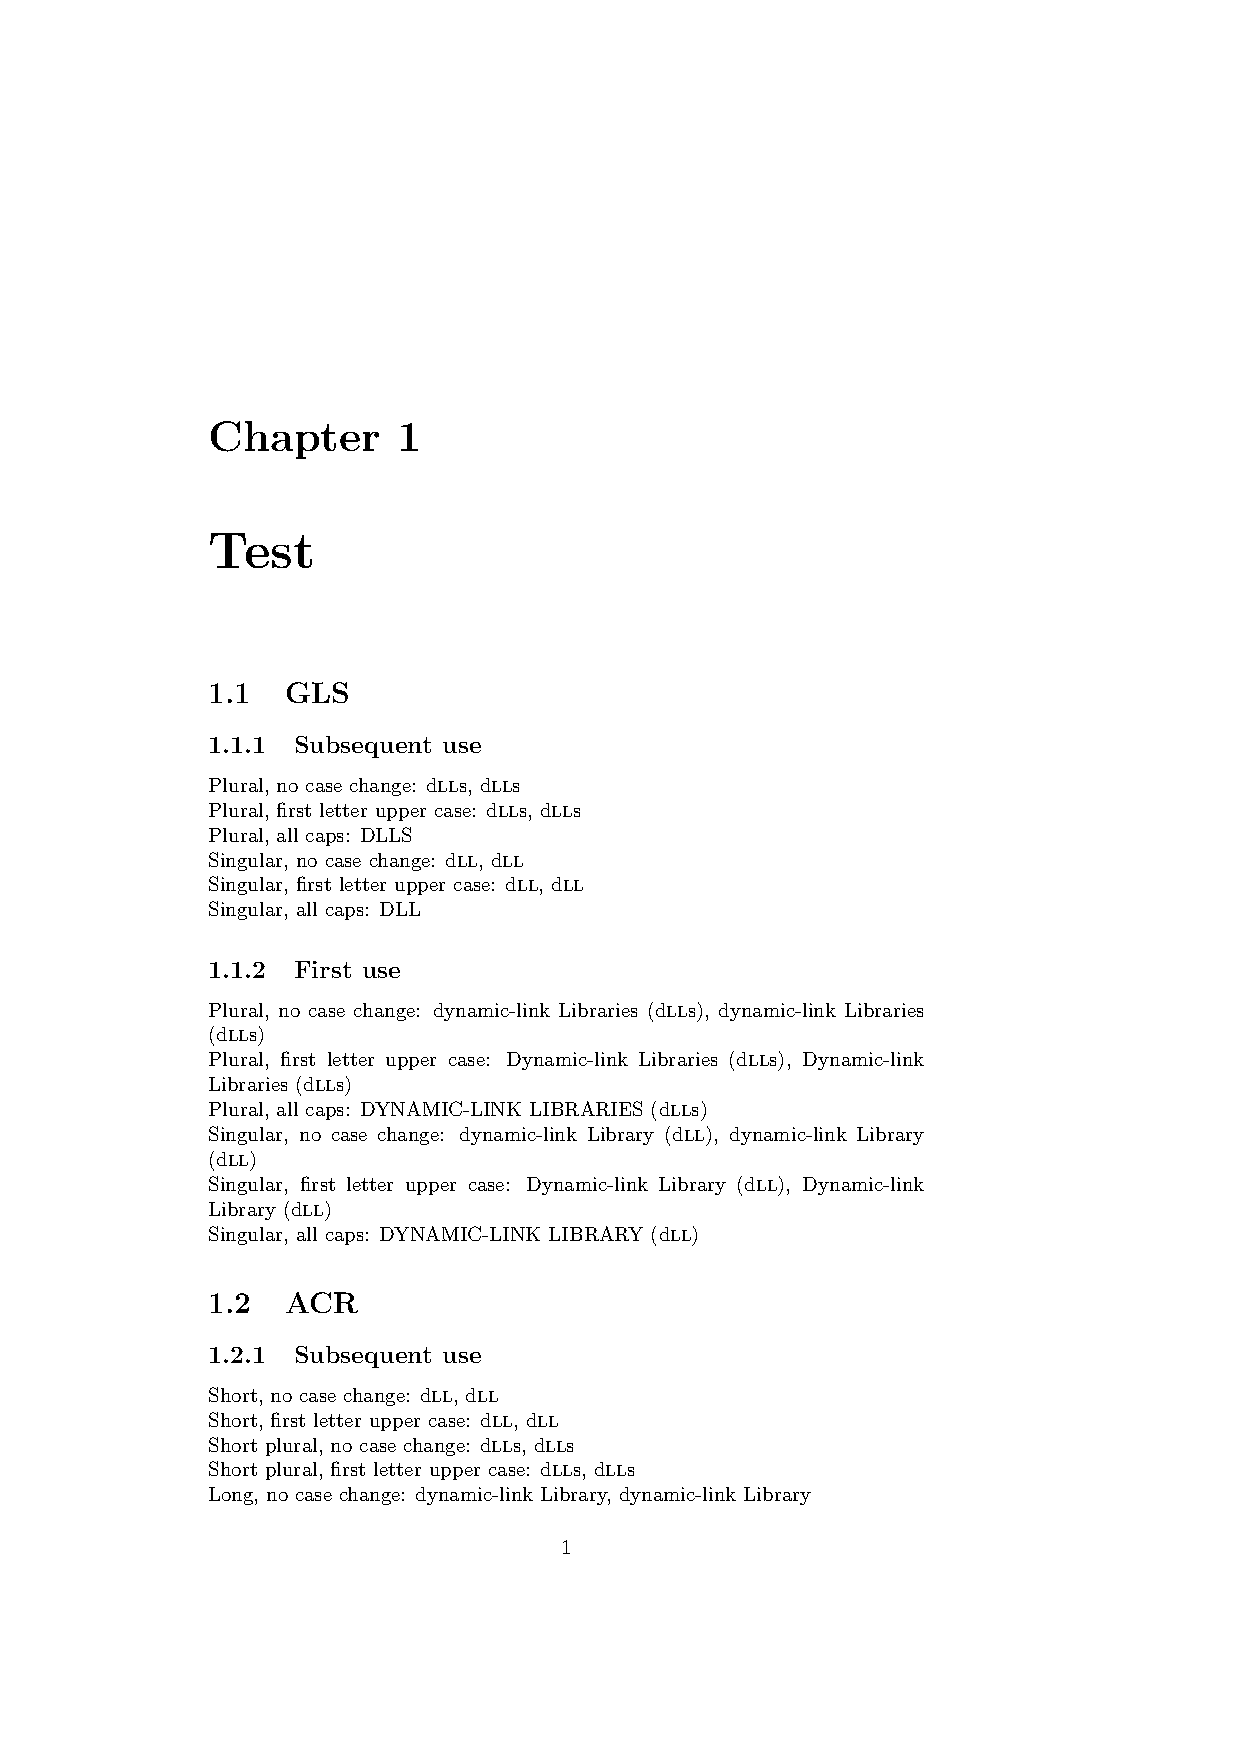 Chapter 1
Test
1.1 GLS
1.1.1 Subsequent use
Plural, no case change: dLLs, dLLs
Plural, first letter upper case: dLLs, dLLs
Plural, all caps: DLLS
Singular, no case change: dLL, dLL
Singular, first letter upper case: dLL, dLL
Singular, all caps: DLL
1.1.2 First use
Plural, no case change: dynamic-link Libraries (dLLs), dynamic-link Libraries
(dLLs)
Plural, first letter upper case: Dynamic-link Libraries (dLLs), Dynamic-link
Libraries (dLLs)
Plural, all caps: DYNAMIC-LINK LIBRARIES (dLLs)
Singular, no case change: dynamic-link Library (dLL), dynamic-link Library
(dLL)
Singular, first letter upper case: Dynamic-link Library (dLL), Dynamic-link
Library (dLL)
Singular, all caps: DYNAMIC-LINK LIBRARY (dLL)
1.2 ACR
1.2.1 Subsequent use
Short, no case change: dLL, dLL
Short, first letter upper case: dLL, dLL
Short plural, no case change: dLLs, dLLs
Short plural, first letter upper case: dLLs, dLLs
Long, no case change: dynamic-link Library, dynamic-link Library
1